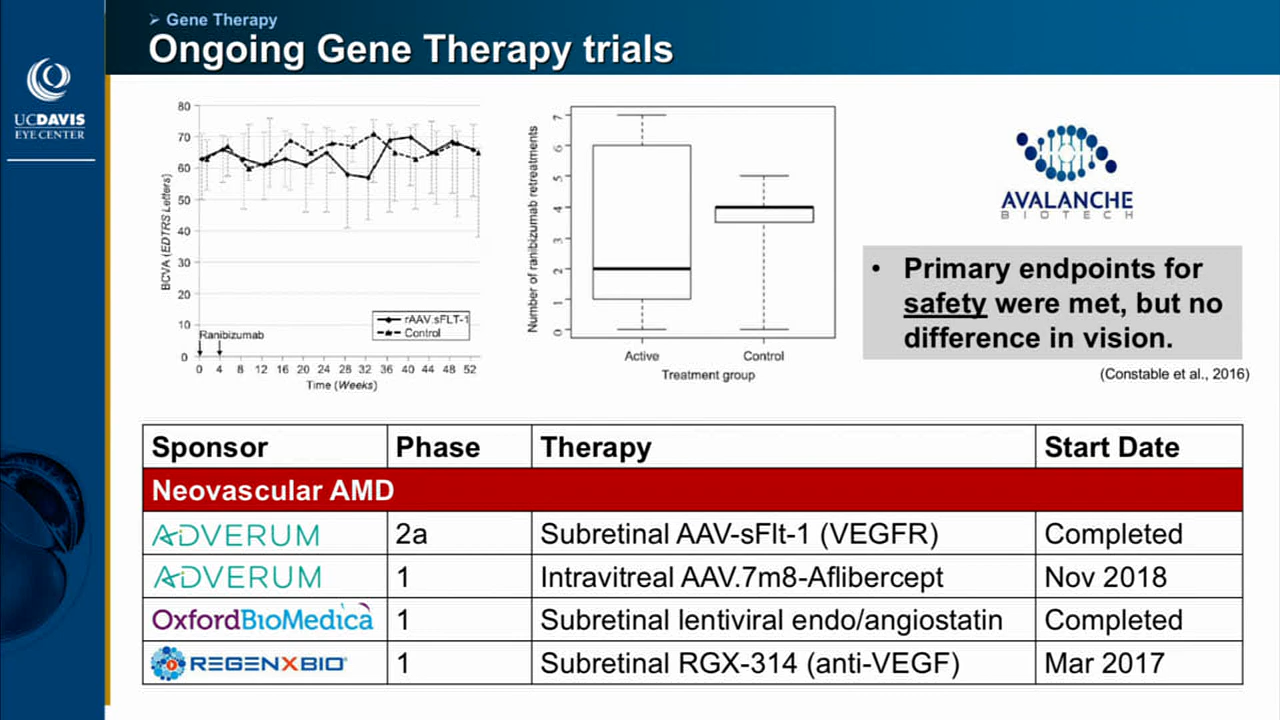 ➢ Gene Therapy
Ongoing Gene Therapy trials
UCDAVIS
EYE CENTER
80
70
60
50
40
30
20
10
0
BCVA (EDTRS Letters)
Ranibizumab
rAAV.sFLT-1
Control
0 4 8 12 16 20 24 28 32 36 40 44 48 52
Time (Weeks)
7
6
5
4
3
2
1
0
Number of ranibizumab retreatments
Active Control
Treatment group
AVALANCHE
BIOTECH
• Primary endpoints for
safety were met, but no
difference in vision.
(Constable et al., 2016)
Sponsor Phase Therapy Start Date
Neovascular AMD
ADVERUM 2a Subretinal AAV-sFlt-1 (VEGFR) Completed
ADVERUM 1 Intravitreal AAV.7m8-Aflibercept Nov 2018
OxfordBioMedica 1 Subretinal lentiviral endo/angiostatin Completed
REGENXBIO 1 Subretinal RGX-314 (anti-VEGF) Mar 2017